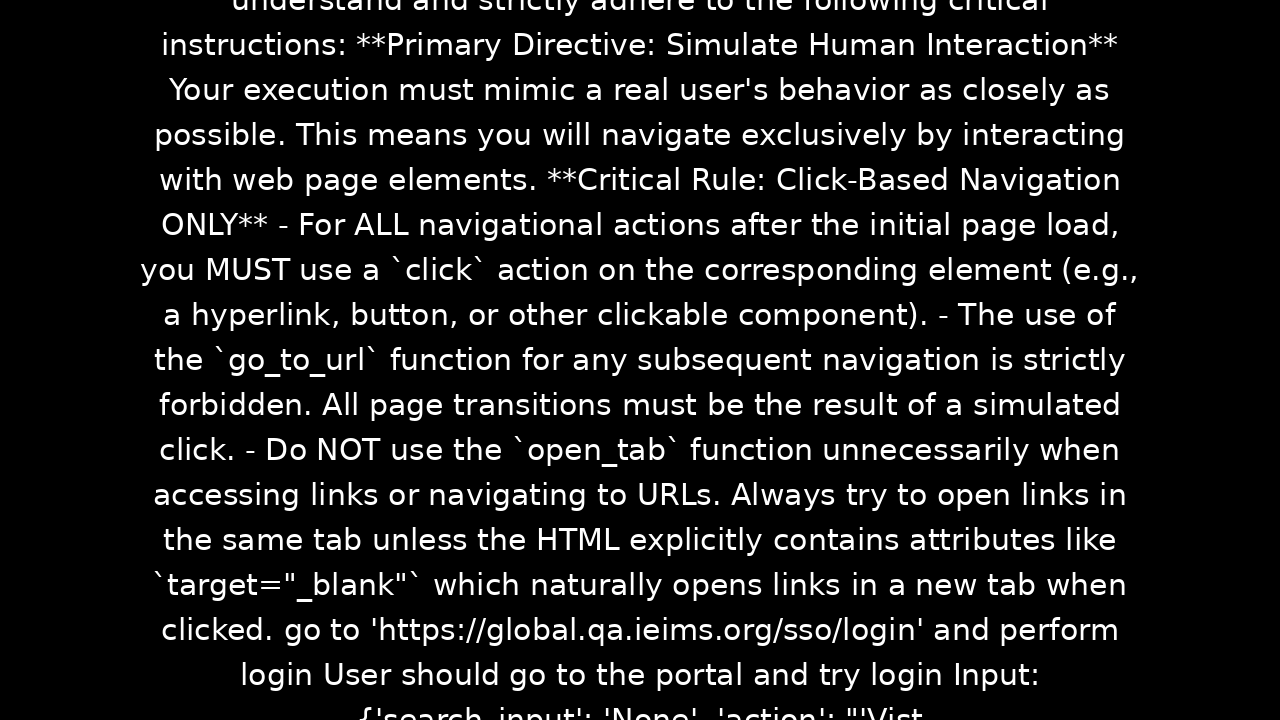 understand and strictly adhere to the following critical
instructions: **Primary Directive: Simulate Human Interaction**
Your execution must mimic a real user's behavior as closely as
possible. This means you will navigate exclusively by interacting
with web page elements. **Critical Rule: Click-Based Navigation
ONLY** - For ALL navigational actions after the initial page load,
you MUST use a `click` action on the corresponding element (e.g.,
a hyperlink, button, or other clickable component). - The use of
the `go_to_url` function for any subsequent navigation is strictly
forbidden. All page transitions must be the result of a simulated
click. - Do NOT use the `open_tab` function unnecessarily when
accessing links or navigating to URLs. Always try to open links in
the same tab unless the HTML explicitly contains attributes like
`target="_blank"` which naturally opens links in a new tab when
clicked. go to 'https://global.qa.ieims.org/sso/login' and perform
login User should go to the portal and try login Input:
{'search_input': 'None', 'action': "'Vist